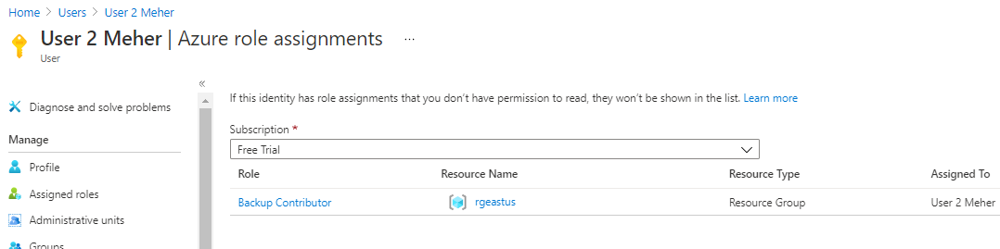 Home > Users > User 2 Meher
User 2 Meher | Azure role assignments ...
User
«
Diagnose and solve problems
Manage
Profile
Assigned roles
Administrative units
Groups
If this identity has role assignments that you don't have permission to read, they won't be shown in the list. Learn more
Subscription *
Free Trial
Role Resource Name Resource Type Assigned To
Backup Contributor rgeastus Resource Group User 2 Meher